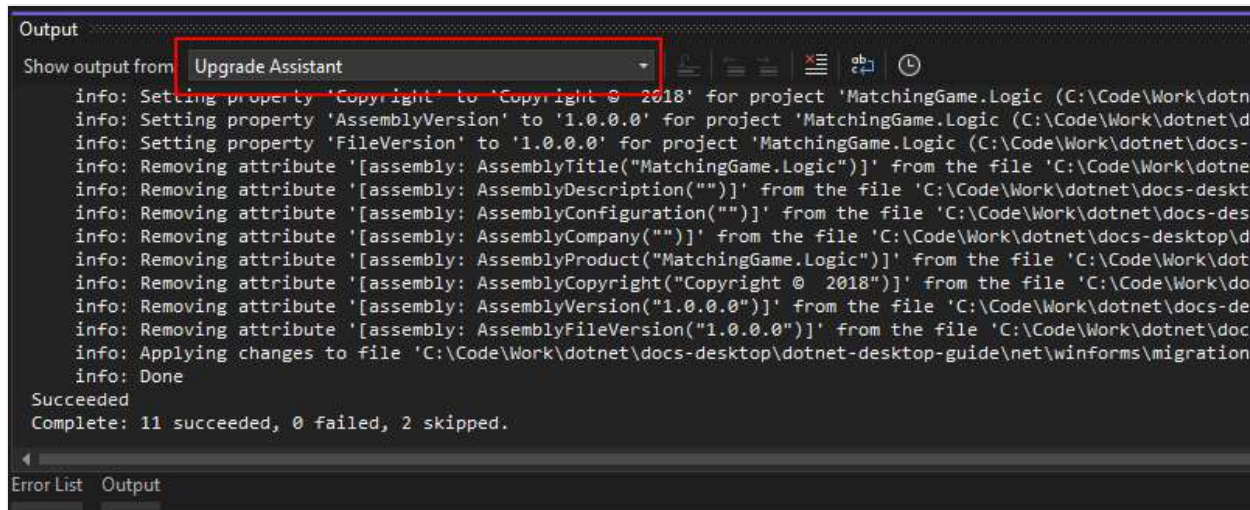 Output
Show output from Upgrade Assistant
info: Setting property 'Copyright' to 'Copyright © 2018' for project 'MatchingGame.Logic (C:\Code\Work\dotn
info: Setting property 'AssemblyVersion' to '1.0.0.0' for project 'MatchingGame.Logic (C:\Code\Work\dotnet\d
info: Setting property 'FileVersion' to '1.0.0.0' for project 'MatchingGame.Logic (C:\Code\Work\dotnet\docs-
info: Removing attribute '[assembly: AssemblyTitle("MatchingGame.Logic")]' from the file 'C:\Code\Work\dotne
info: Removing attribute '[assembly: AssemblyDescription("")]' from the file 'C:\Code\Work\dotnet\docs-deskt
info: Removing attribute '[assembly: AssemblyConfiguration("")]' from the file 'C:\Code\Work\dotnet\docs-des
info: Removing attribute '[assembly: AssemblyCompany("")]' from the file 'C:\Code\Work\dotnet\docs-desktop\d
info: Removing attribute '[assembly: AssemblyProduct("MatchingGame.Logic")]' from the file 'C:\Code\Work\dot
info: Removing attribute '[assembly: AssemblyCopyright("Copyright ©  2018")]' from the file 'C:\Code\Work\do
info: Removing attribute '[assembly: AssemblyVersion("1.0.0.0")]' from the file 'C:\Code\Work\dotnet\docs-de
info: Removing attribute '[assembly: AssemblyFileVersion("1.0.0.0")]' from the file 'C:\Code\Work\dotnet\doc
info: Applying changes to file 'C:\Code\Work\dotnet\docs-desktop\dotnet-desktop-guide\net\winforms\migration
info: Done
Succeeded
Complete: 11 succeeded, 0 failed, 2 skipped.
Error List Output